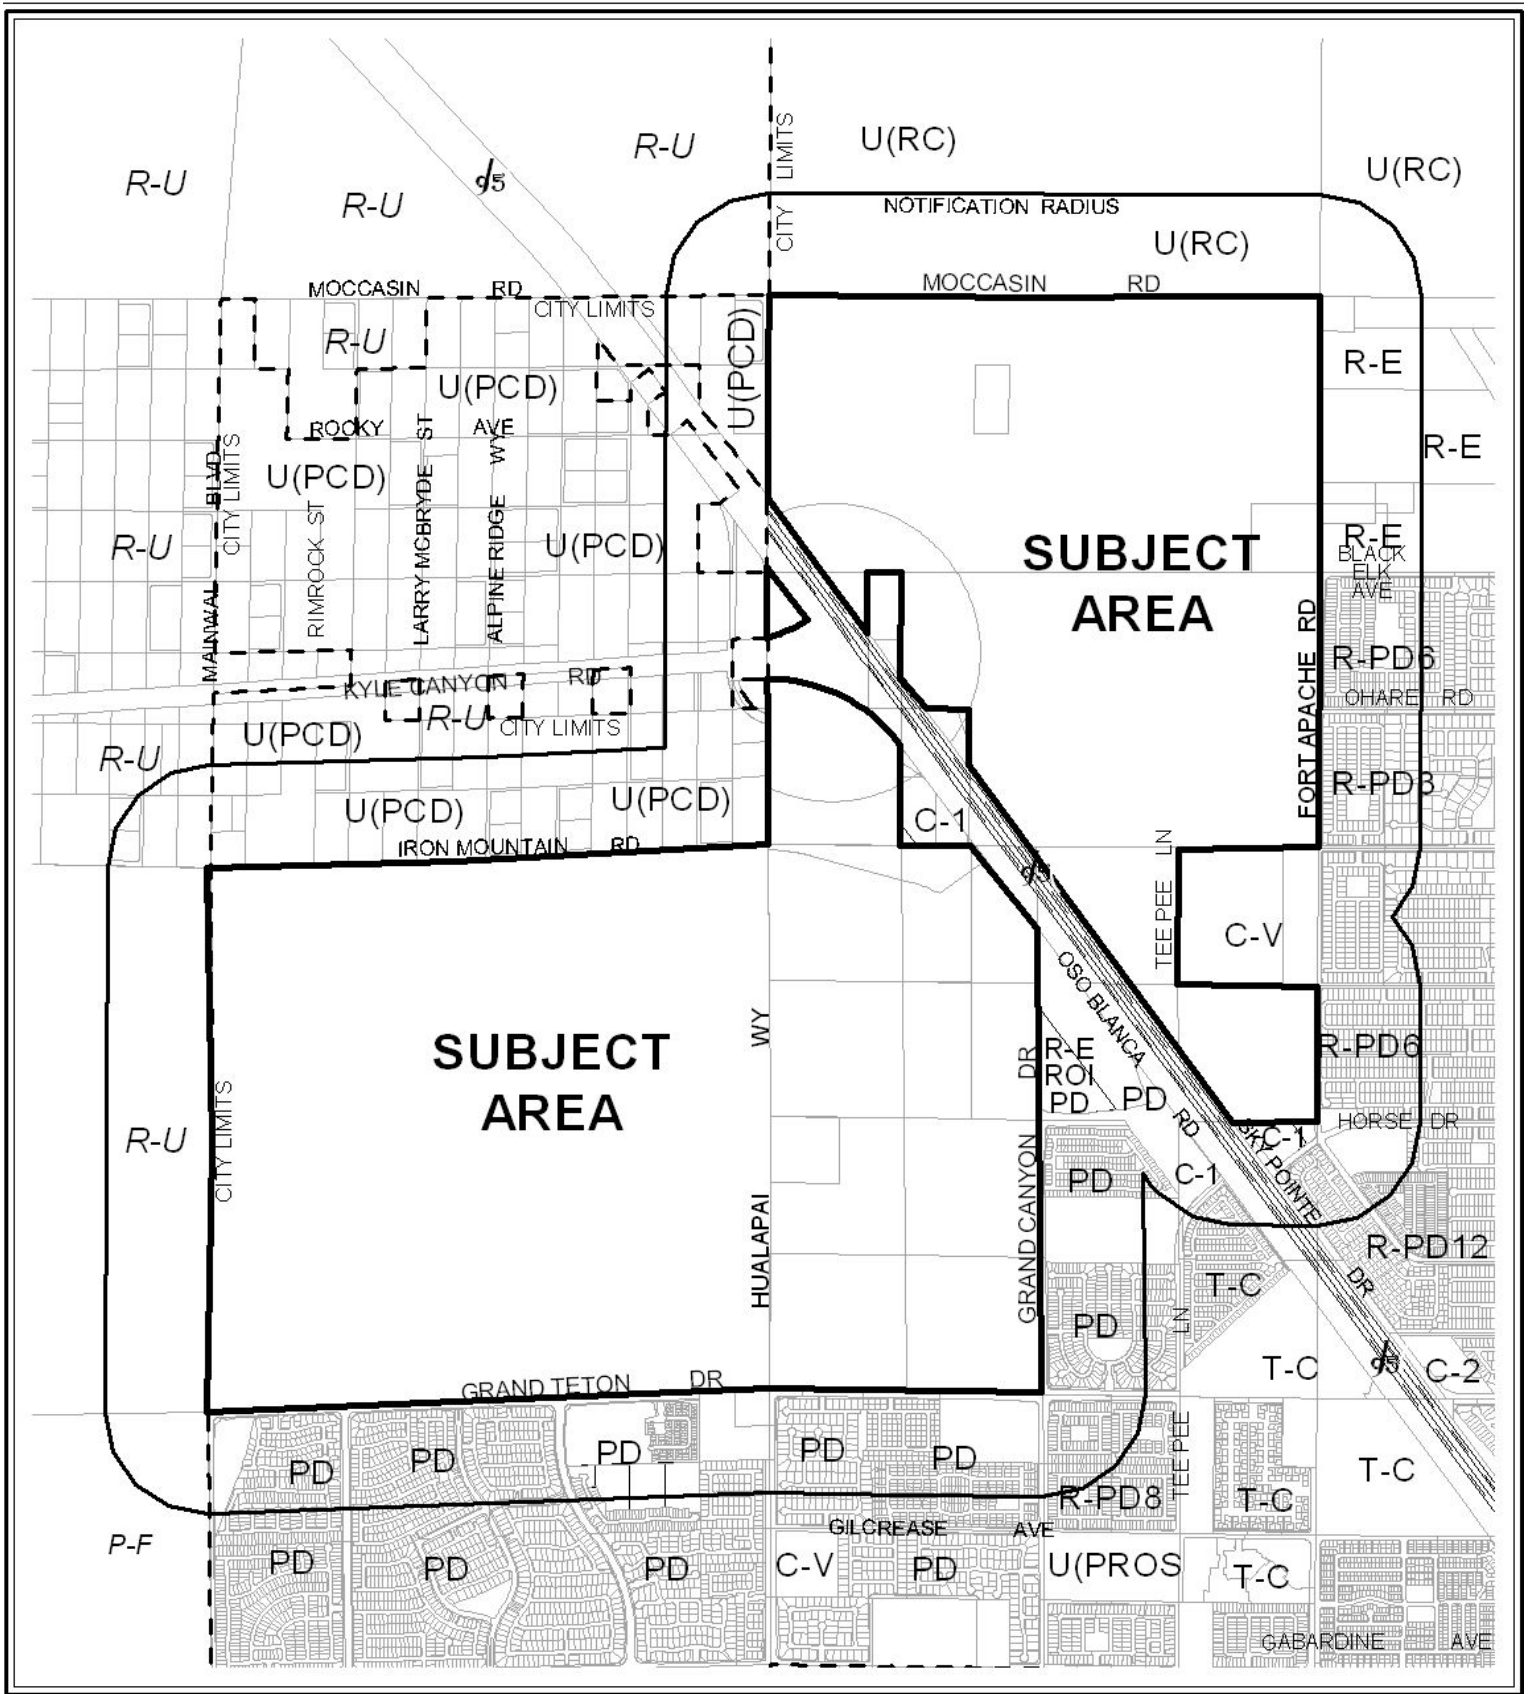 CITY LIMITS
R-U
U(RC)
U(RC)
R-U
95
R-U
NOTIFICATION RADIUS
CITY
U(RC)
MOCCASIN RD
MOCCASIN RD
CITY LIMITS
R-U
U(PCD)
R-E
U(PCD)
ROCKY AVE
R-E
U(PCD)
CITY LIMITS
BLVD
RIMROCK ST
LARRY MCBRYDE ST
ALPINE RIDGE WY
R-U
U(PCD)
SUBJECT
AREA
R-E
BLACK
ELK
AVE
FORT APACHE RD
R-PD6
KYLE CANYON RD
OHARE RD
R-U
CITY LIMITS
U(PCD)
R-U
R-PD3
U(PCD)
U(PCD)
C-1
IRON MOUNTAIN RD
95
TEE PEE LN
C-V
OSO BLANCA RD
SUBJECT
AREA
HUALAPAI WY
GRAND CANYON DR
R-E
ROI
PD
PD
R-PD6
HORSE DR
C-1
SKY POINTE DR
R-U
CITY LIMITS
PD
C-1
R-PD12
T-C
PD
LN
T-C
95
C-2
GRAND TETON DR
PD
PD
PD
PD
PD
TEE PEE
T-C
R-PD8
T-C
P-F
GILCREASE AVE
PD
PD
PD
C-V
PD
U(PROS
T-C
GABARDINE AVE